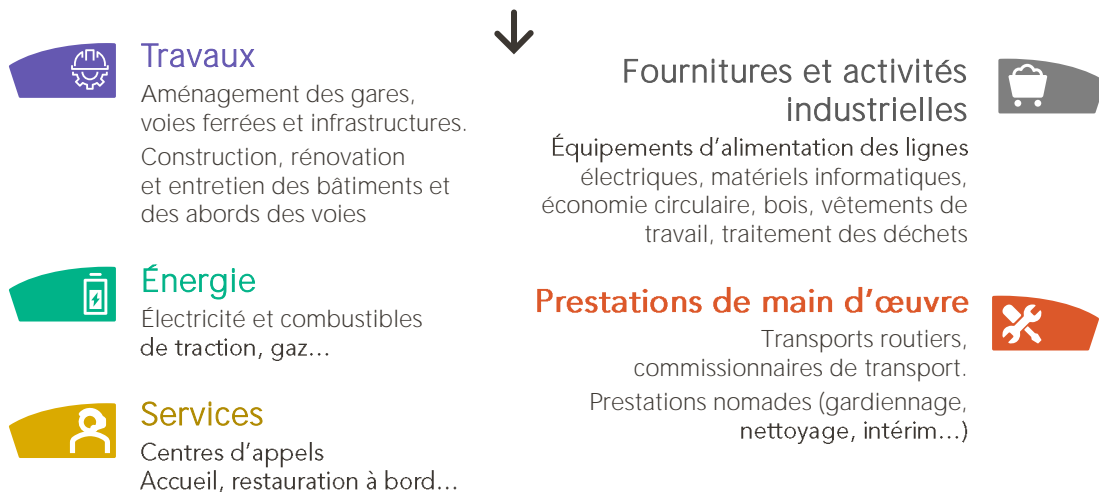 Travaux
Aménagement des gares,
voies ferrées et infrastructures.
Construction, rénovation
et entretien des bâtiments et
des abords des voies
Énergie
Électricité et combustibles
de traction, gaz…
Services
Centres d’appels
Accueil, restauration à bord…
Fournitures et activités
industrielles
Équipements d’alimentation des lignes
électriques, matériels informatiques,
économie circulaire, bois, vêtements de
travail, traitement des déchets
Prestations de main d’œuvre
Transports routiers,
commissionnaires de transport.
Prestations nomades (gardiennage,
nettoyage, intérim…)